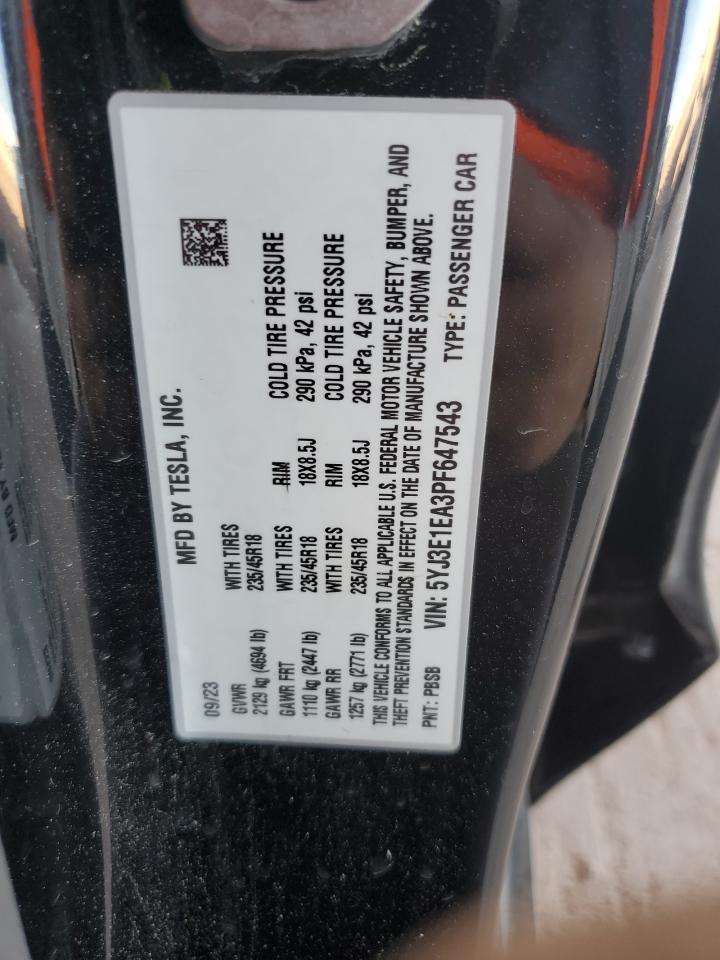 MFD BY TESLA, INC.
09/23
GVWR WITH TIRES
2129 kg (4694 lb) 235/45R18
GAWR FRT WITH TIRES RIM COLD TIRE PRESSURE
1110 kg (2447 lb) 235/45R18 18X8.5J 290 kPa, 42 psi
GAWR RR WITH TIRES RIM COLD TIRE PRESSURE
1257 kg (2771 lb) 235/45R18 18X8.5J 290 kPa, 42 psi
THIS VEHICLE CONFORMS TO ALL APPLICABLE U.S. FEDERAL MOTOR VEHICLE SAFETY, BUMPER, AND
THEFT PREVENTION STANDARDS IN EFFECT ON THE DATE OF MANUFACTURE SHOWN ABOVE.
PNT: PBSB VIN: 5YJ3E1EA3PF647543 TYPE: PASSENGER CAR
MFG BY